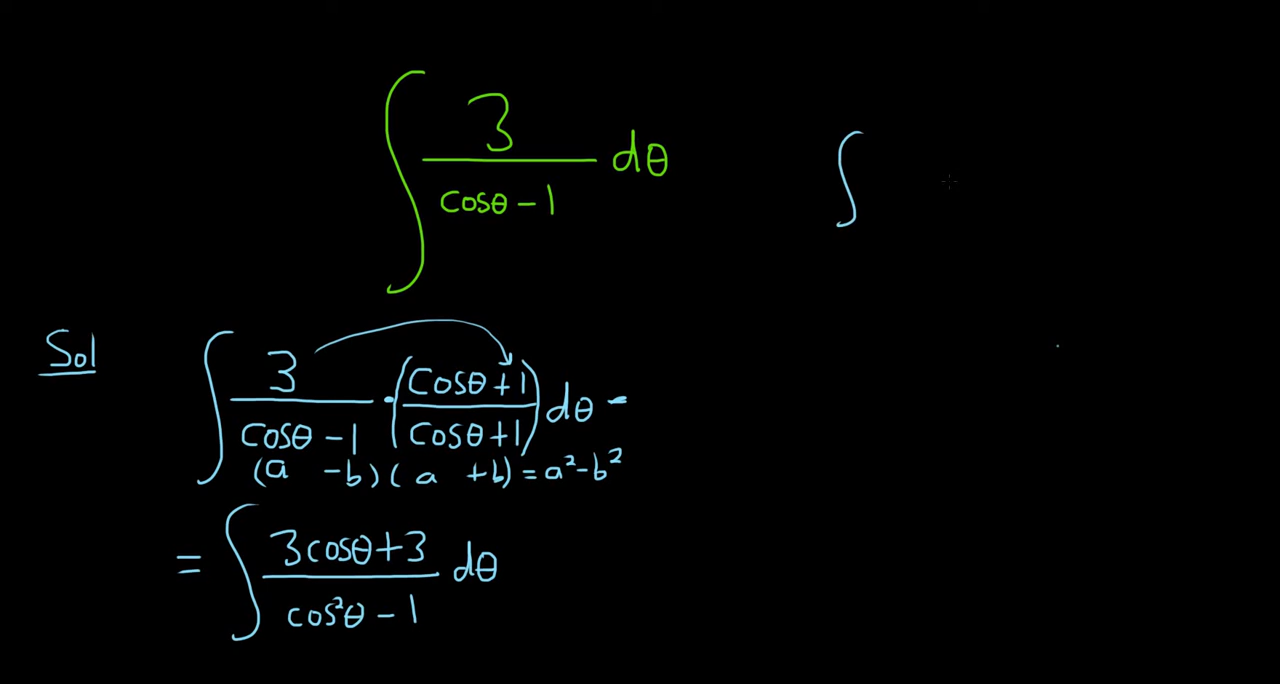 ∫ 3/(cosθ - 1) dθ
∫
Sol
∫ 3/(cosθ - 1) · ((cosθ + 1)/(cosθ + 1)) dθ -
(a - b)(a + b) = a² - b²
= ∫ (3cosθ + 3)/(cos²θ - 1) dθ